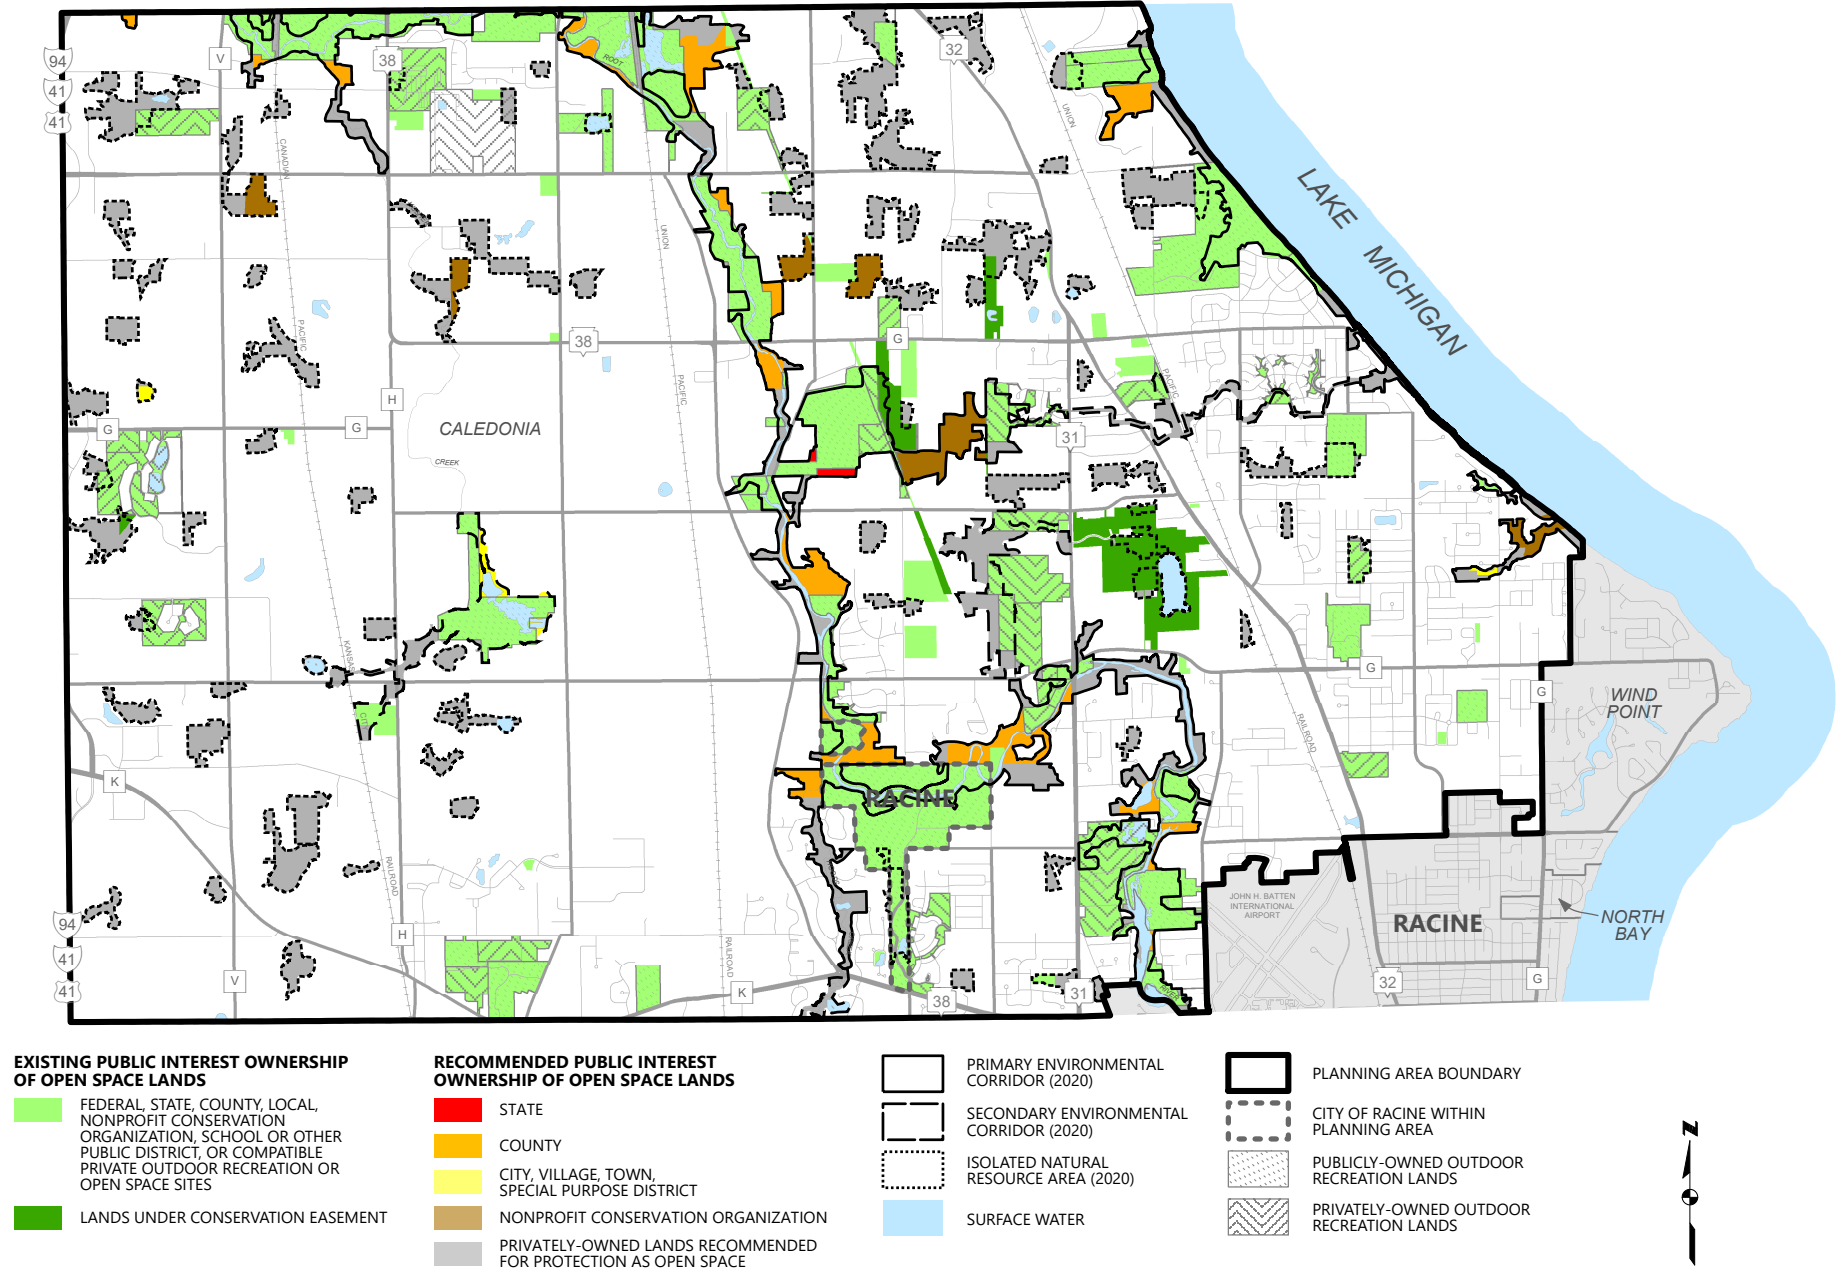 94
41
41
V
38
ROOT
32
UNION
CANADIAN
UNION
LAKE
MICHIGAN
PACIFIC
38
G
PACIFIC
PACIFIC
H
G
G
CALEDONIA
CREEK
31
KANSAS
CITY
G
G
WIND
POINT
RAILROAD
K
RACINE
RAILROAD
JOHN H. BATTEN
INTERNATIONAL
AIRPORT
RACINE
NORTH
BAY
94
41
41
H
V
RAILROAD
K
38
31
RIVER
32
G
EXISTING PUBLIC INTEREST OWNERSHIP
OF OPEN SPACE LANDS
FEDERAL, STATE, COUNTY, LOCAL,
NONPROFIT CONSERVATION
ORGANIZATION, SCHOOL OR OTHER
PUBLIC DISTRICT, OR COMPATIBLE
PRIVATE OUTDOOR RECREATION OR
OPEN SPACE SITES
LANDS UNDER CONSERVATION EASEMENT
RECOMMENDED PUBLIC INTEREST
OWNERSHIP OF OPEN SPACE LANDS
STATE
COUNTY
CITY, VILLAGE, TOWN,
SPECIAL PURPOSE DISTRICT
NONPROFIT CONSERVATION ORGANIZATION
PRIVATELY-OWNED LANDS RECOMMENDED
FOR PROTECTION AS OPEN SPACE
PRIMARY ENVIRONMENTAL
CORRIDOR (2020)
SECONDARY ENVIRONMENTAL
CORRIDOR (2020)
ISOLATED NATURAL
RESOURCE AREA (2020)
SURFACE WATER
PLANNING AREA BOUNDARY
CITY OF RACINE WITHIN
PLANNING AREA
PUBLICLY-OWNED OUTDOOR
RECREATION LANDS
PRIVATELY-OWNED OUTDOOR
RECREATION LANDS
N